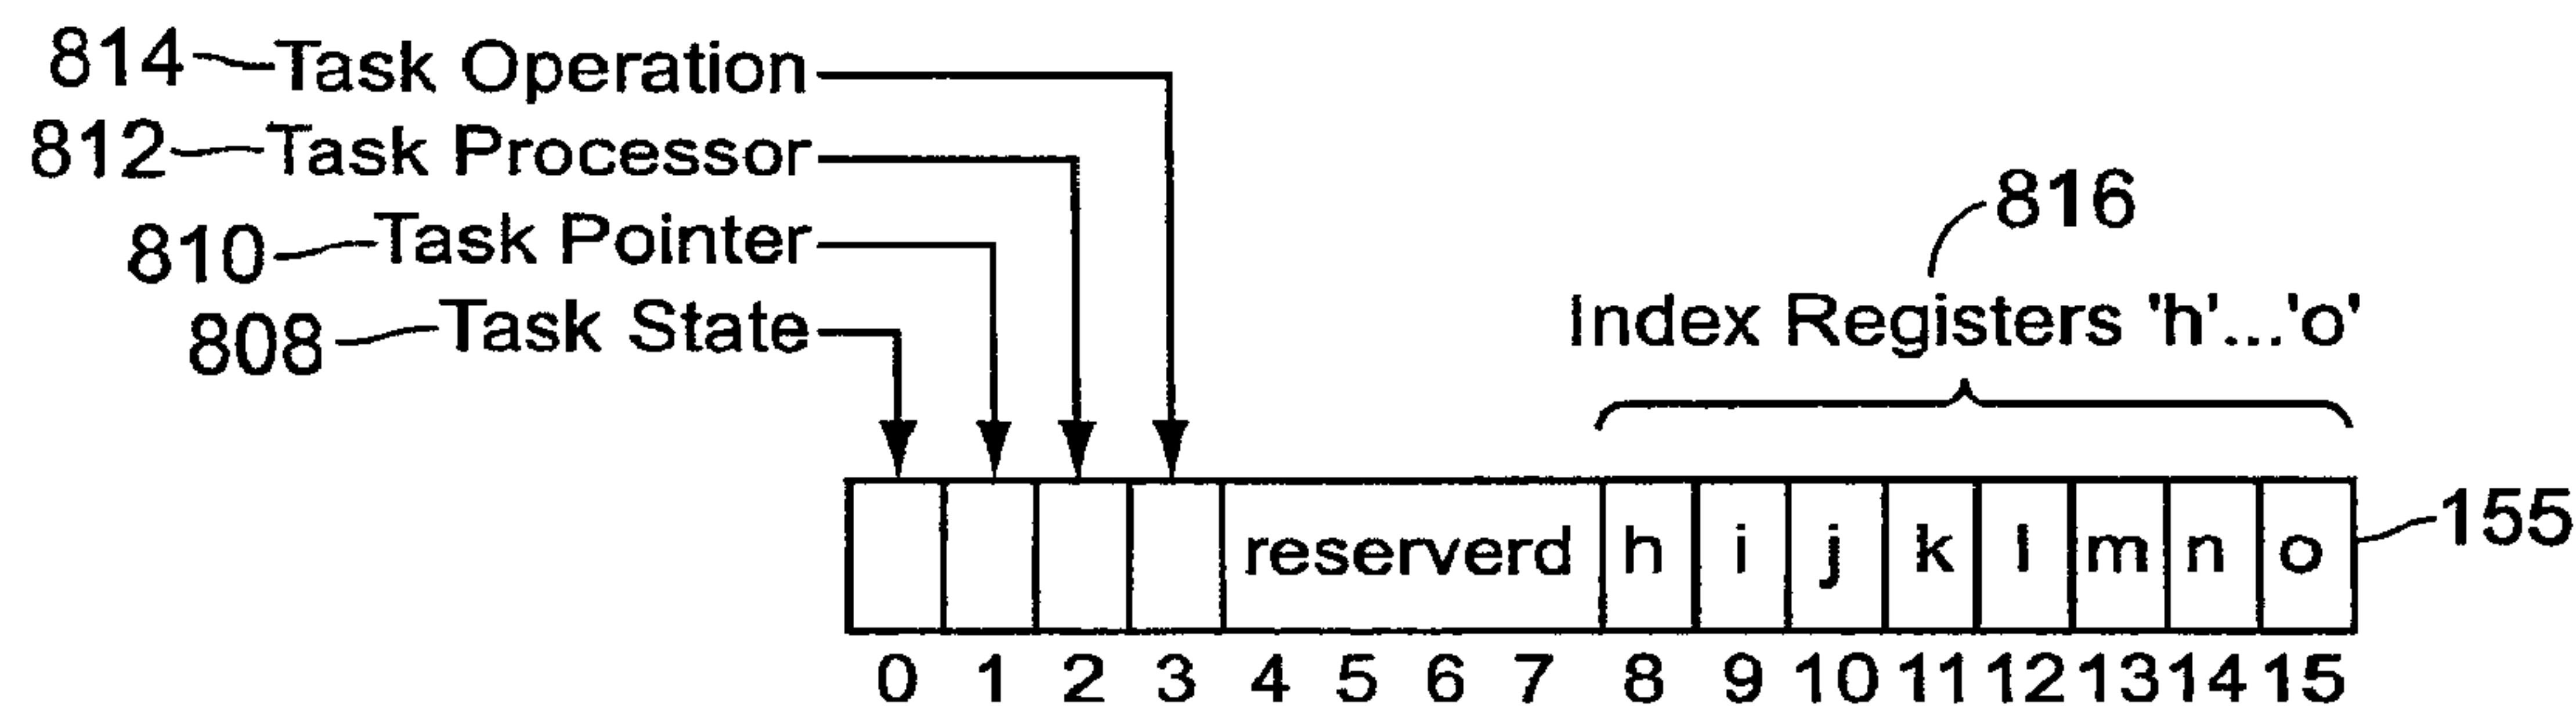 814 Task Operation
812 Task Processor
810 Task Pointer
808 Task State
816
Index Registers 'h'...'o'
reserverd h i j k l m n o 155
0 1 2 3 4 5 6 7 8 9 10 11 12 13 14 15